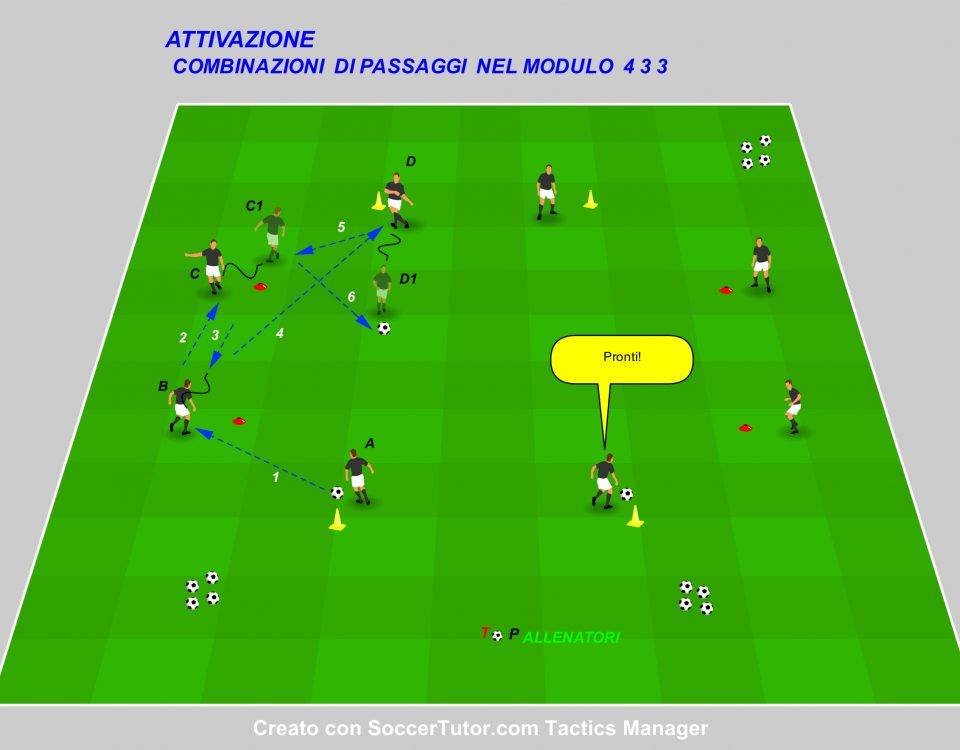 ATTIVAZIONE
COMBINAZIONI DI PASSAGGI NEL MODULO 4 3 3
D
C1
5
C
D1
6
2
3
4
Pronti!
B
A
1
T P ALLENATORI
Creato con SoccerTutor.com Tactics Manager